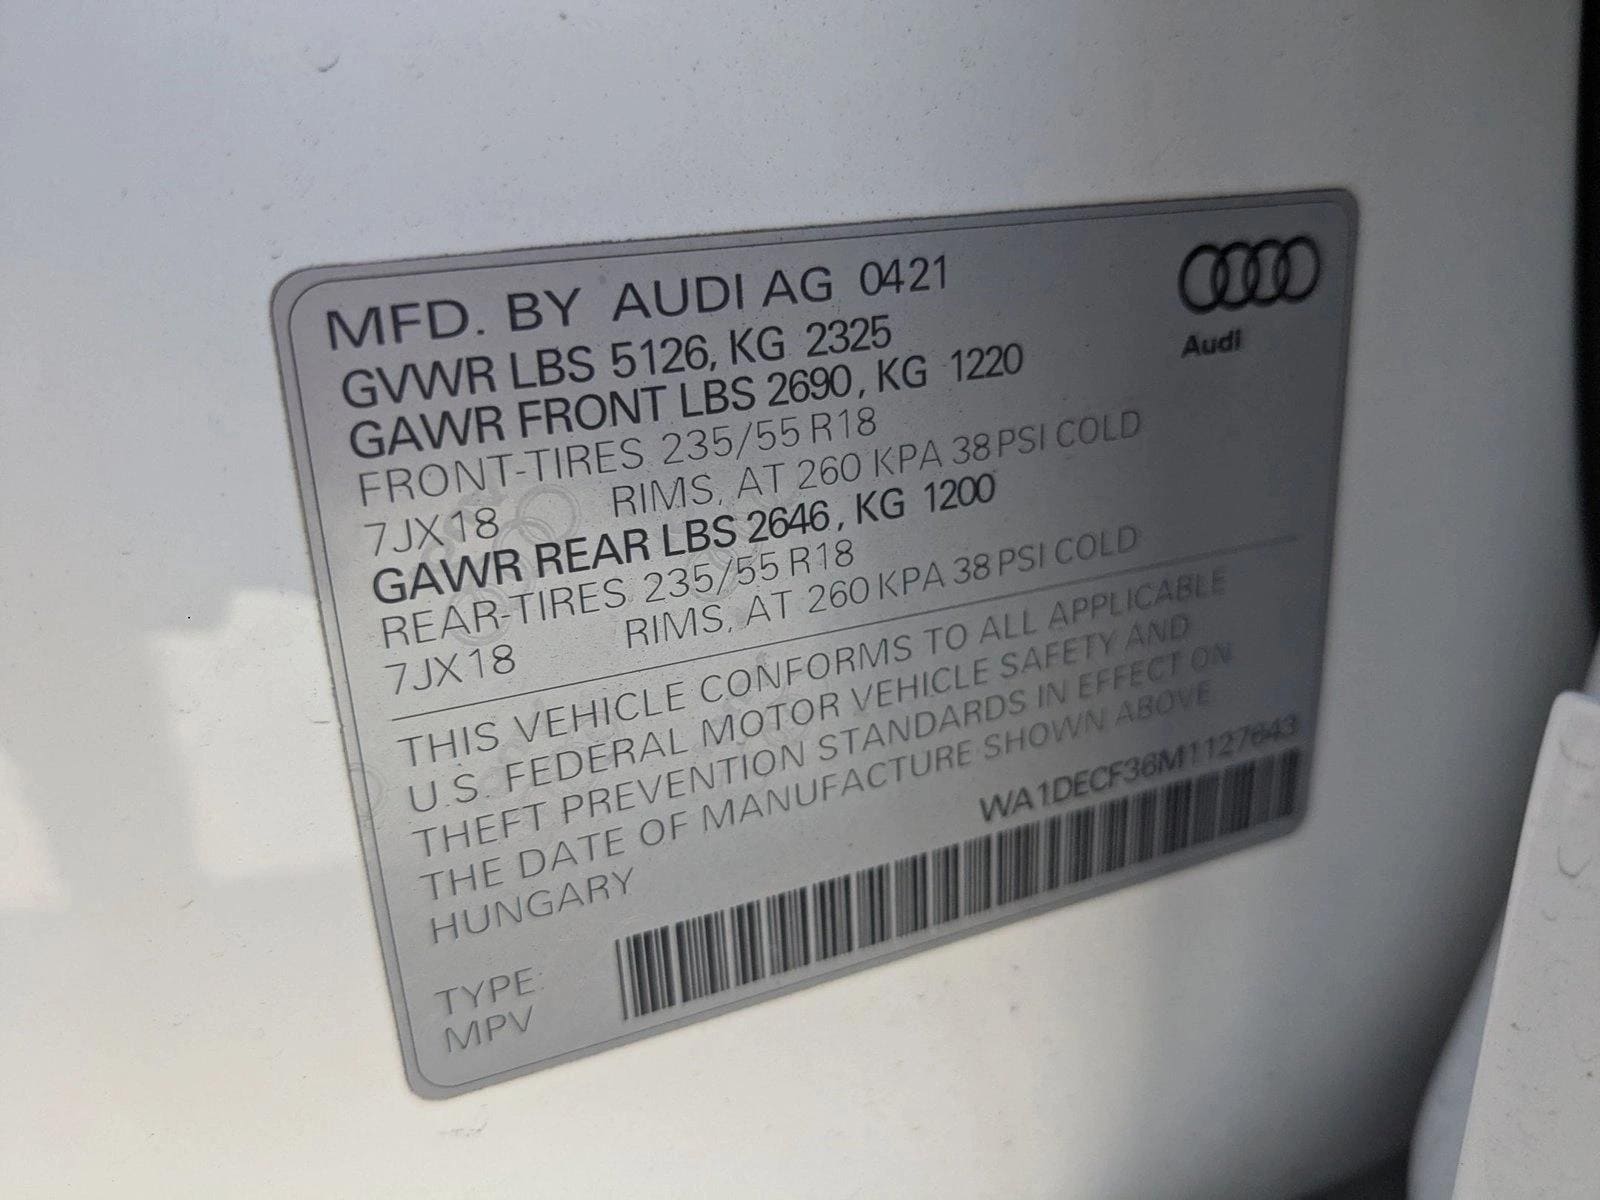 MFD. BY AUDI AG 0421
GVWR LBS 5126, KG 2325
GAWR FRONT LBS 2690, KG 1220
FRONT-TIRES 235/55 R18
7JX18 RIMS, AT 260 KPA 38 PSI COLD
GAWR REAR LBS 2646, KG 1200
REAR-TIRES 235/55 R18
7JX18 RIMS, AT 260 KPA 38 PSI COLD
THIS VEHICLE CONFORMS TO ALL APPLICABLE
U.S. FEDERAL MOTOR VEHICLE SAFETY AND
THEFT PREVENTION STANDARDS IN EFFECT ON
THE DATE OF MANUFACTURE SHOWN ABOVE
HUNGARY
WA1DECF36M1127643
TYPE:
MPV
Audi